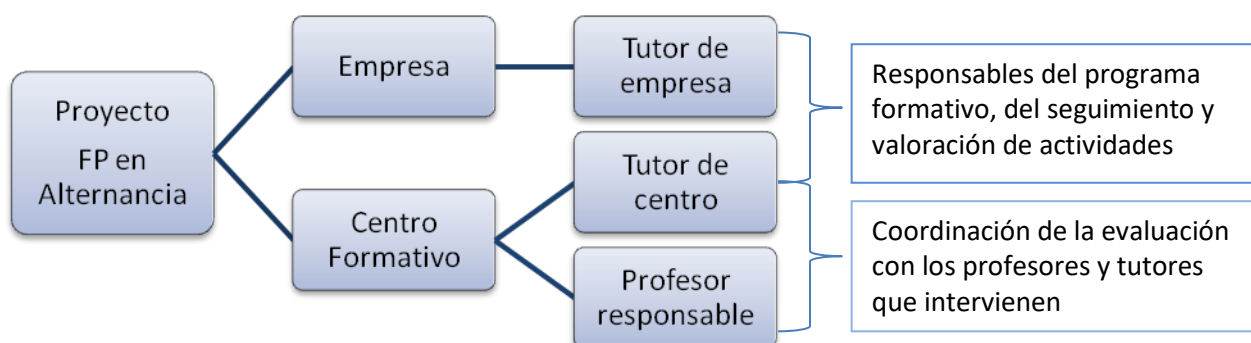 Proyecto
FP en
Alternancia
Empresa
Centro
Formativo
Tutor de
empresa
Tutor de
centro
Profesor
responsable
Responsables del programa
formativo, del seguimiento y
valoración de actividades
Coordinación de la evaluación
con los profesores y tutores
que intervienen